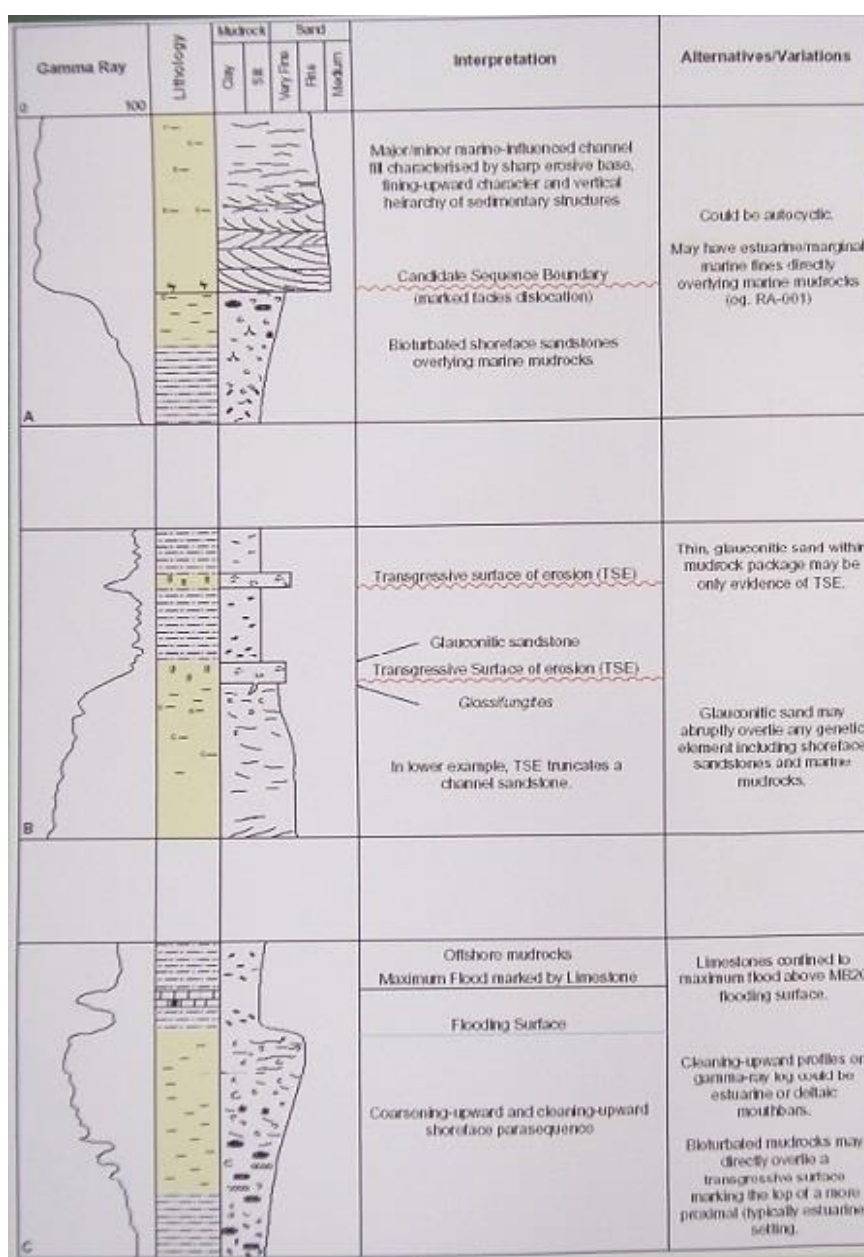 Gamma Ray
0 100
Lithology
Mudrock Sand
Clay
Silt
Very Fine
Fine
Medium
Interpretation
Alternatives/Variations
Major/minor marine-influenced channel
fill characterised by sharp erosive base,
fining-upward character and vertical
heirarchy of sedimentary structures
Candidate Sequence Boundary
(marked facies dislocation)
Bioturbated shoreface sandstones
overlying marine mudrocks
Could be autocyclic.
May have estuarine/marginal
marine fines directly
overlying marine mudrocks
(eg. RA-001)
A
Transgressive surface of erosion (TSE)
Glauconitic sandstone
Transgressive Surface of erosion (TSE)
Glossifungites
In lower example, TSE truncates a
channel sandstone.
Thin, glauconitic sand within
mudrock package may be
only evidence of TSE.
Glauconitic sand may
abruptly overlie any genetic
element including shoreface
sandstones and marine
mudrocks.
B
Offshore mudrocks
Maximum Flood marked by Limestone
Flooding Surface
Coarsening-upward and cleaning-upward
shoreface parasequence
Limestones confined to
maximum flood above MB20
flooding surface.
Cleaning-upward profiles on
gamma-ray log could be
estuarine or deltaic
mouthbars.
Bioturbated mudrocks may
directly overlie a
transgressive surface
marking the top of a more
proximal (typically estuarine
setting.
C